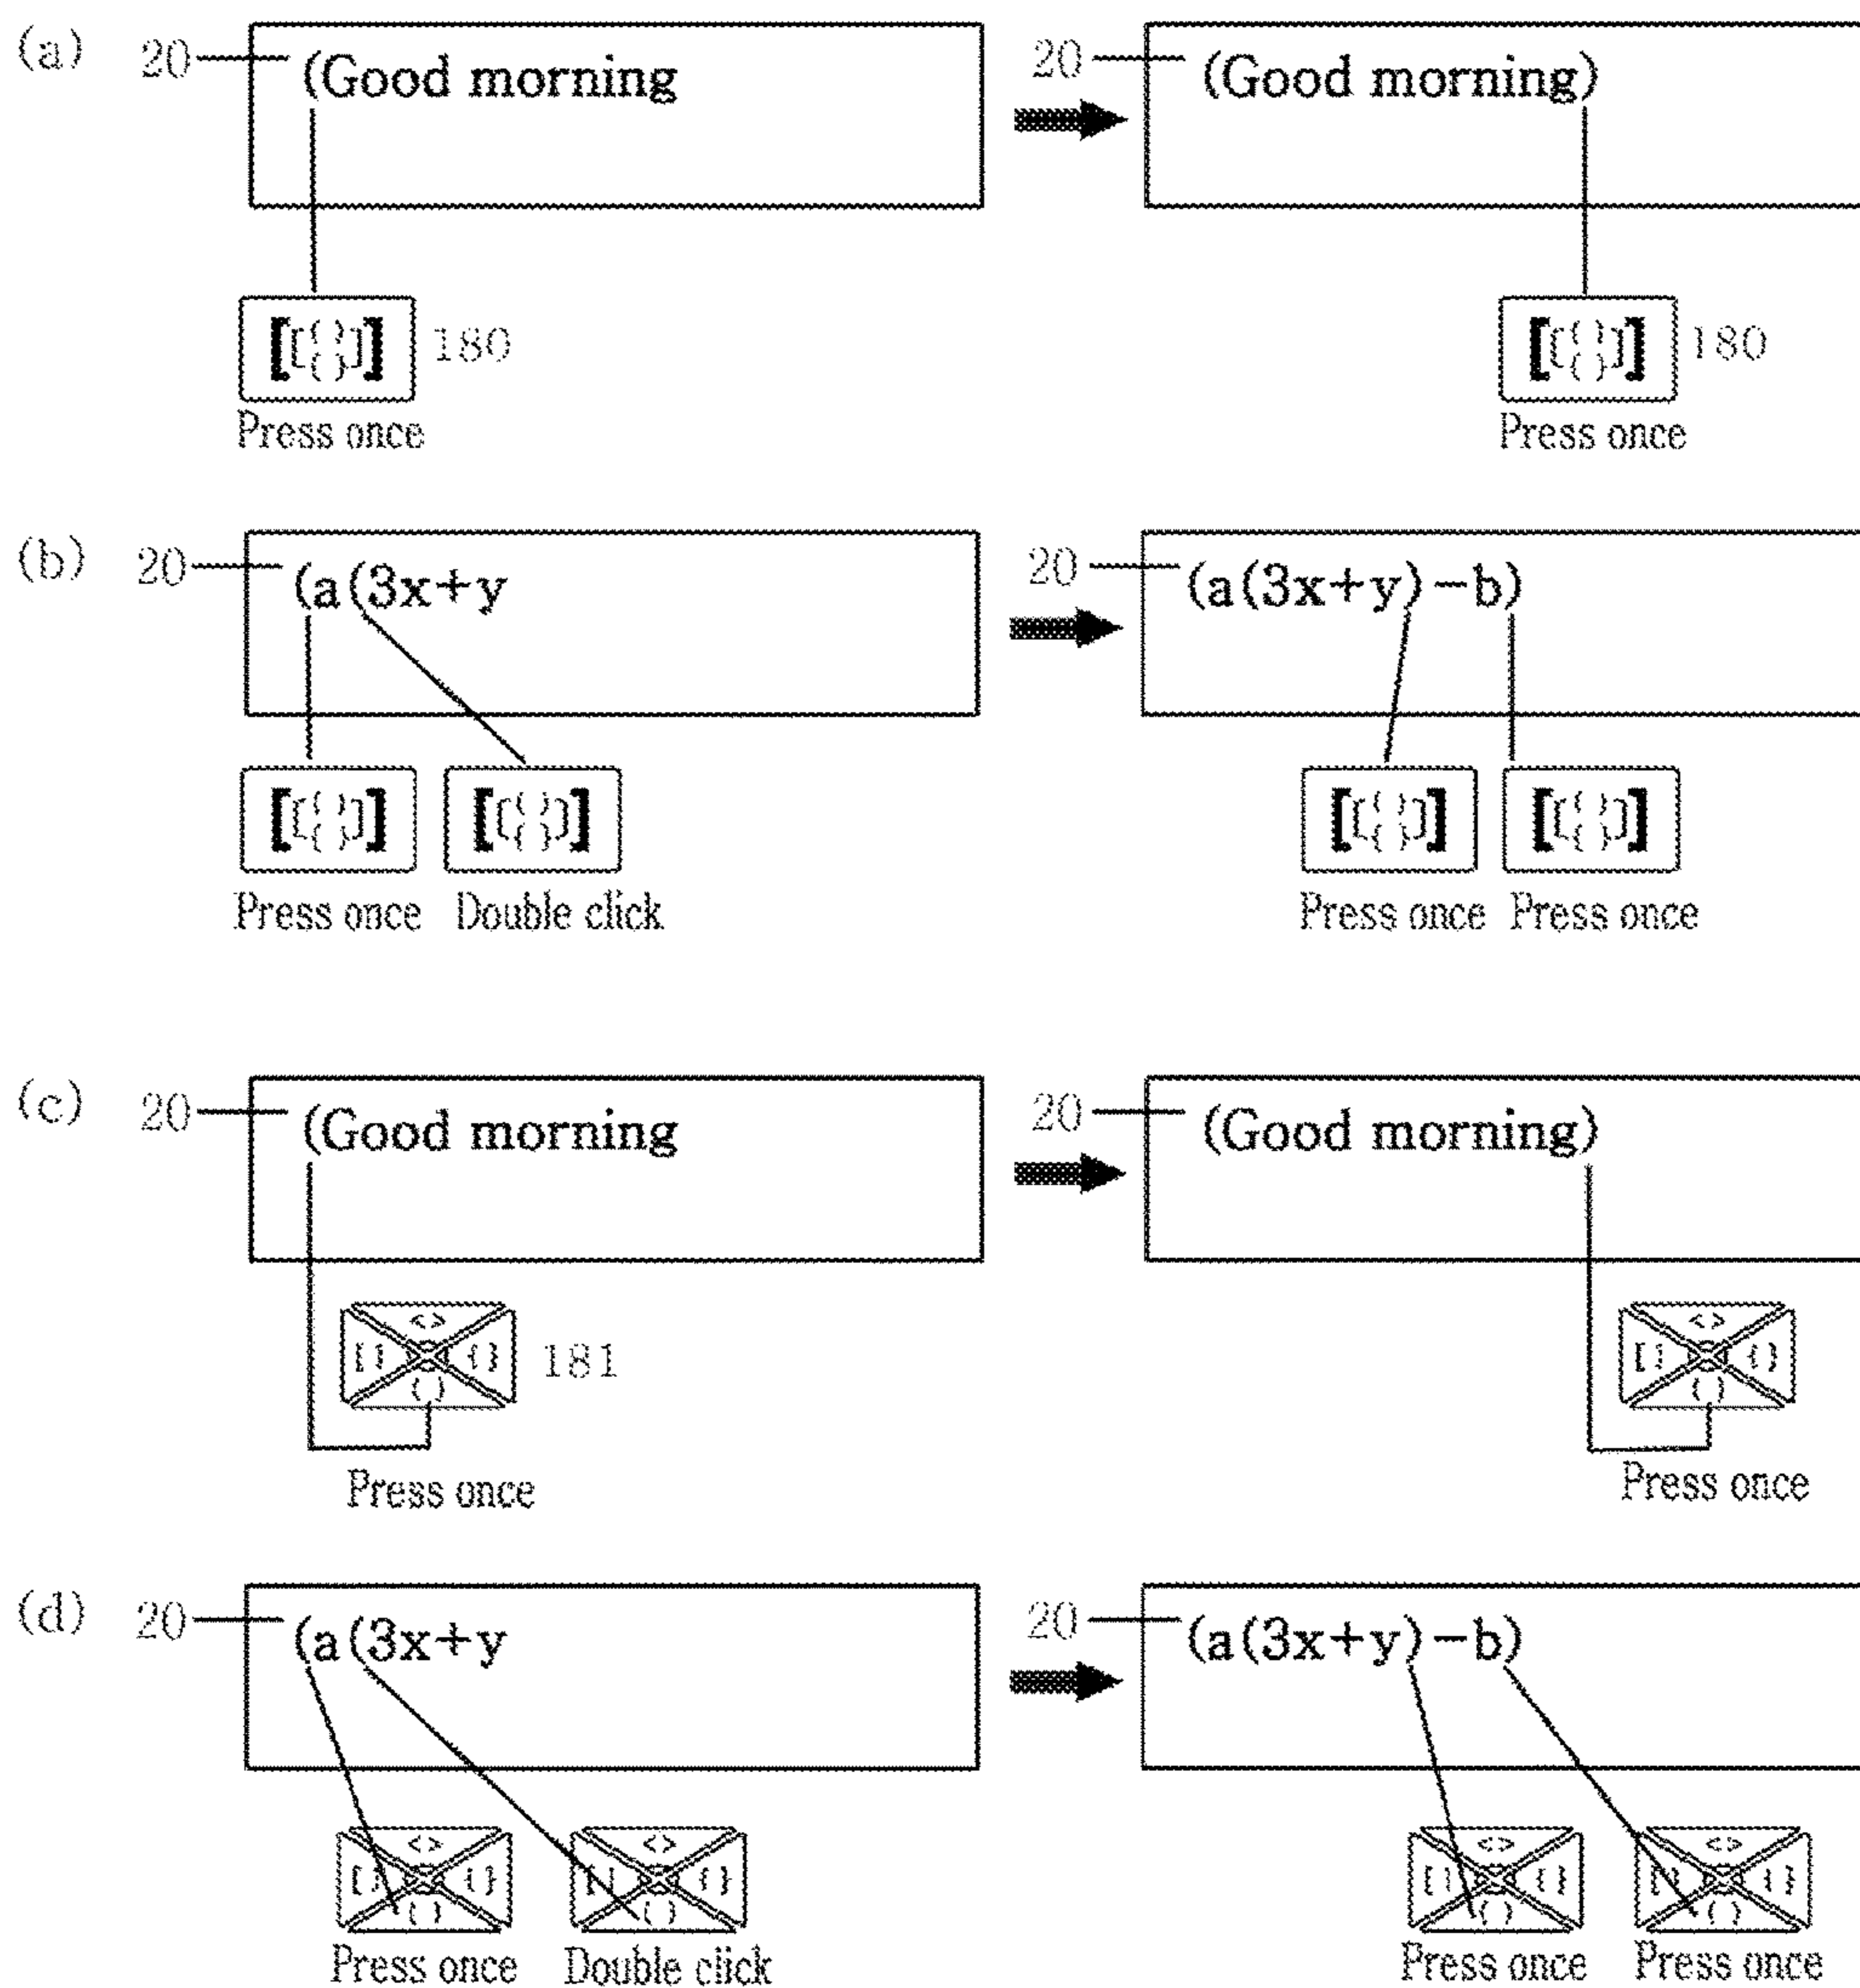 (a) 20 (Good morning 20 (Good morning)
[[{ }( )]] 180 [[{ }( )]] 180
Press once Press once
(b) 20 (a(3x+y 20 (a(3x+y)-b)
[[{ }( )]] [[{ }( )]] [[{ }( )]] [[{ }( )]]
Press once Double click Press once Press once
(c) 20 (Good morning 20 (Good morning)
<> <>
[ ] { } 181 [ ] { }
( ) ( )
Press once Press once
(d) 20 (a(3x+y 20 (a(3x+y)-b)
<> <> <> <>
[ ] { } [ ] { } [ ] { } [ ] { }
( ) ( ) ( ) ( )
Press once Double click Press once Press once